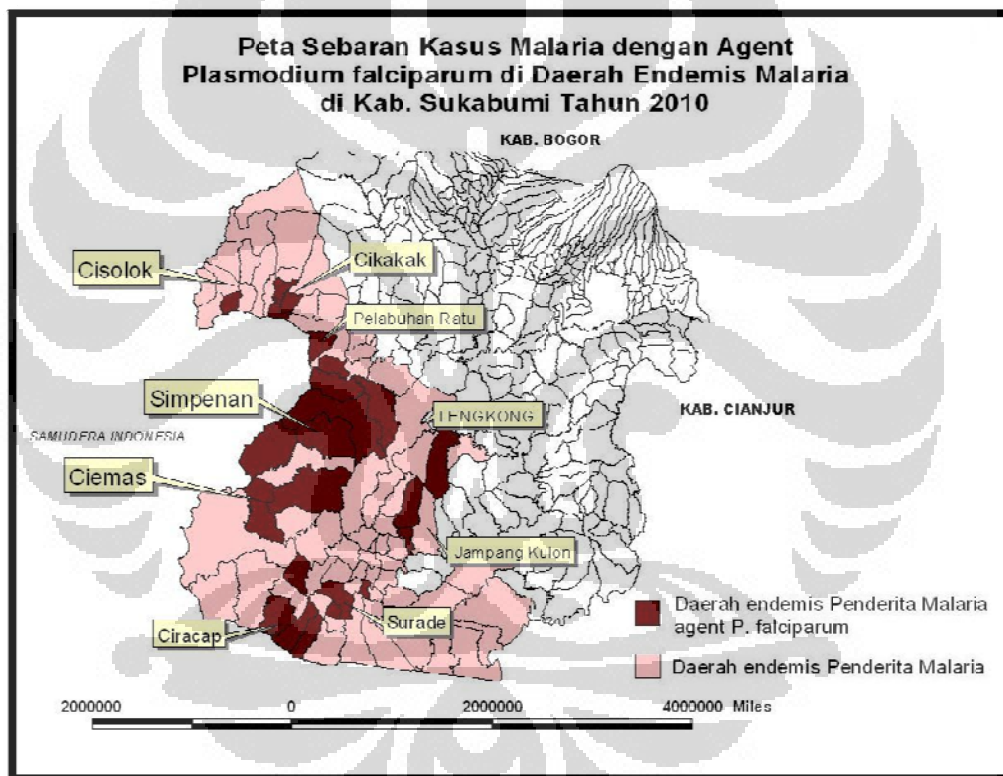 Peta Sebaran Kasus Malaria dengan Agent
Plasmodium falciparum di Daerah Endemis Malaria
di Kab. Sukabumi Tahun 2010
KAB. BOGOR
Cisolok
Cikakak
Pelabuhan Ratu
Simpenan
LENGKONG
KAB. CIANJUR
SAMUDERA INDONESIA
Ciemas
Jampang Kulon
Ciracap
Surade
Daerah endemis Penderita Malaria
agent P. falciparum
Daerah endemis Penderita Malaria
2000000 0 2000000 4000000 Miles